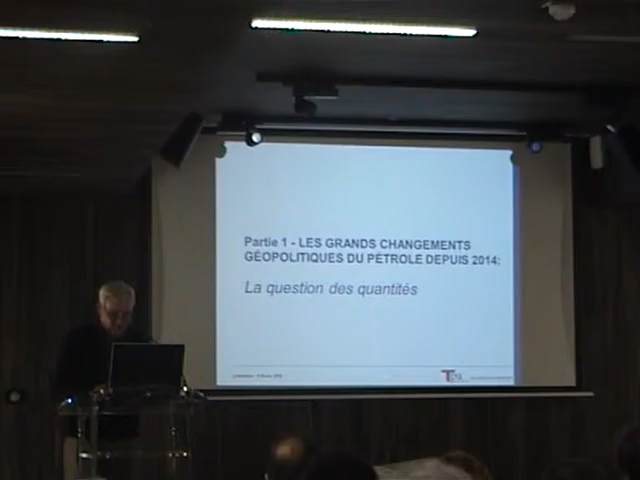 Partie 1 - LES GRANDS CHANGEMENTS
GÉOPOLITIQUES DU PÉTROLE DEPUIS 2014:
La question des quantités